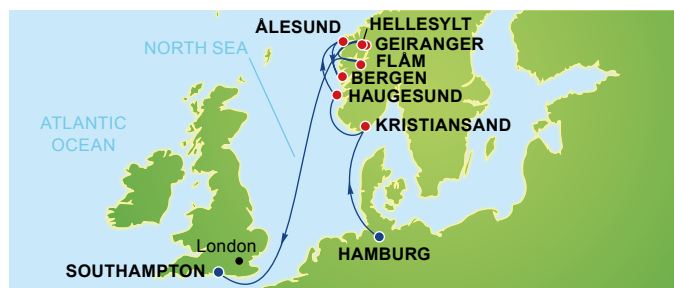 ÅLESUND
HELLESYLT
NORTH SEA
GEIRANGER
FLÅM
BERGEN
HAUGESUND
ATLANTIC
OCEAN
KRISTIANSAND
London
HAMBURG
SOUTHAMPTON